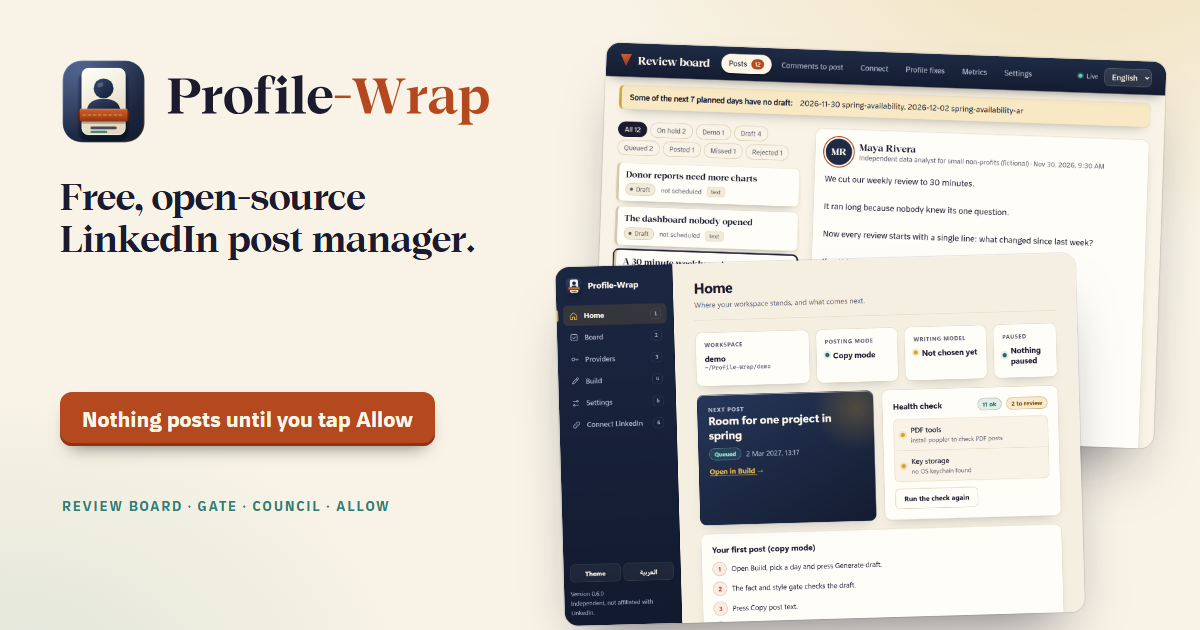 Profile-Wrap
Free, open-source
LinkedIn post manager.
Nothing posts until you tap Allow
REVIEW BOARD · GATE · COUNCIL · ALLOW
Review board
Posts 12
Comments to post
Connect
Profile fixes
Metrics
Settings
Live
English
Some of the next 7 planned days have no draft: 2026-11-30 spring-availability, 2026-12-02 spring-availability-ar
All 12
On hold 2
Demo 1
Draft 4
Queued 2
Posted 1
Missed 1
Rejected 1
Donor reports need more charts
Draft not scheduled text
The dashboard nobody opened
Draft not scheduled text
MR
Maya Rivera
Independent data analyst for small non-profits (fictional) · Nov 30, 2026, 9:30 AM
We cut our weekly review to 30 minutes.
It ran long because nobody knew its one question.
Now every review starts with a single line: what changed since last week?
Profile-Wrap
Home 1
Board 2
Providers 3
Build 4
Settings 5
Connect LinkedIn 6
Theme
العربية
Version 0.6.0
Independent, not affiliated with
LinkedIn.
Home
Where your workspace stands, and what comes next.
WORKSPACE
demo
~/Profile-Wrap/demo
POSTING MODE
Copy mode
WRITING MODEL
Not chosen yet
PAUSED
Nothing
paused
NEXT POST
Room for one project in
spring
Queued 2 Mar 2027, 13:17
Open in Build →
Health check
11 ok
2 to review
PDF tools
install poppler to check PDF posts
Key storage
no OS keychain found
Run the check again
Your first post (copy mode)
1 Open Build, pick a day and press Generate draft.
2 The fact and style gate checks the draft.
3 Press Copy post text.